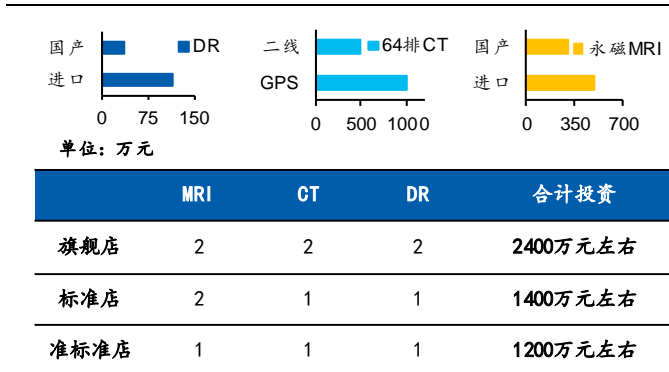 国产 DR
进口
0 75 150
二线 64排CT
GPS
0 500 1000
国产 永磁MRI
进口
0 350 700
单位：万元
MRI CT DR 合计投资
旗舰店 2 2 2 2400万元左右
标准店 2 1 1 1400万元左右
准标准店 1 1 1 1200万元左右